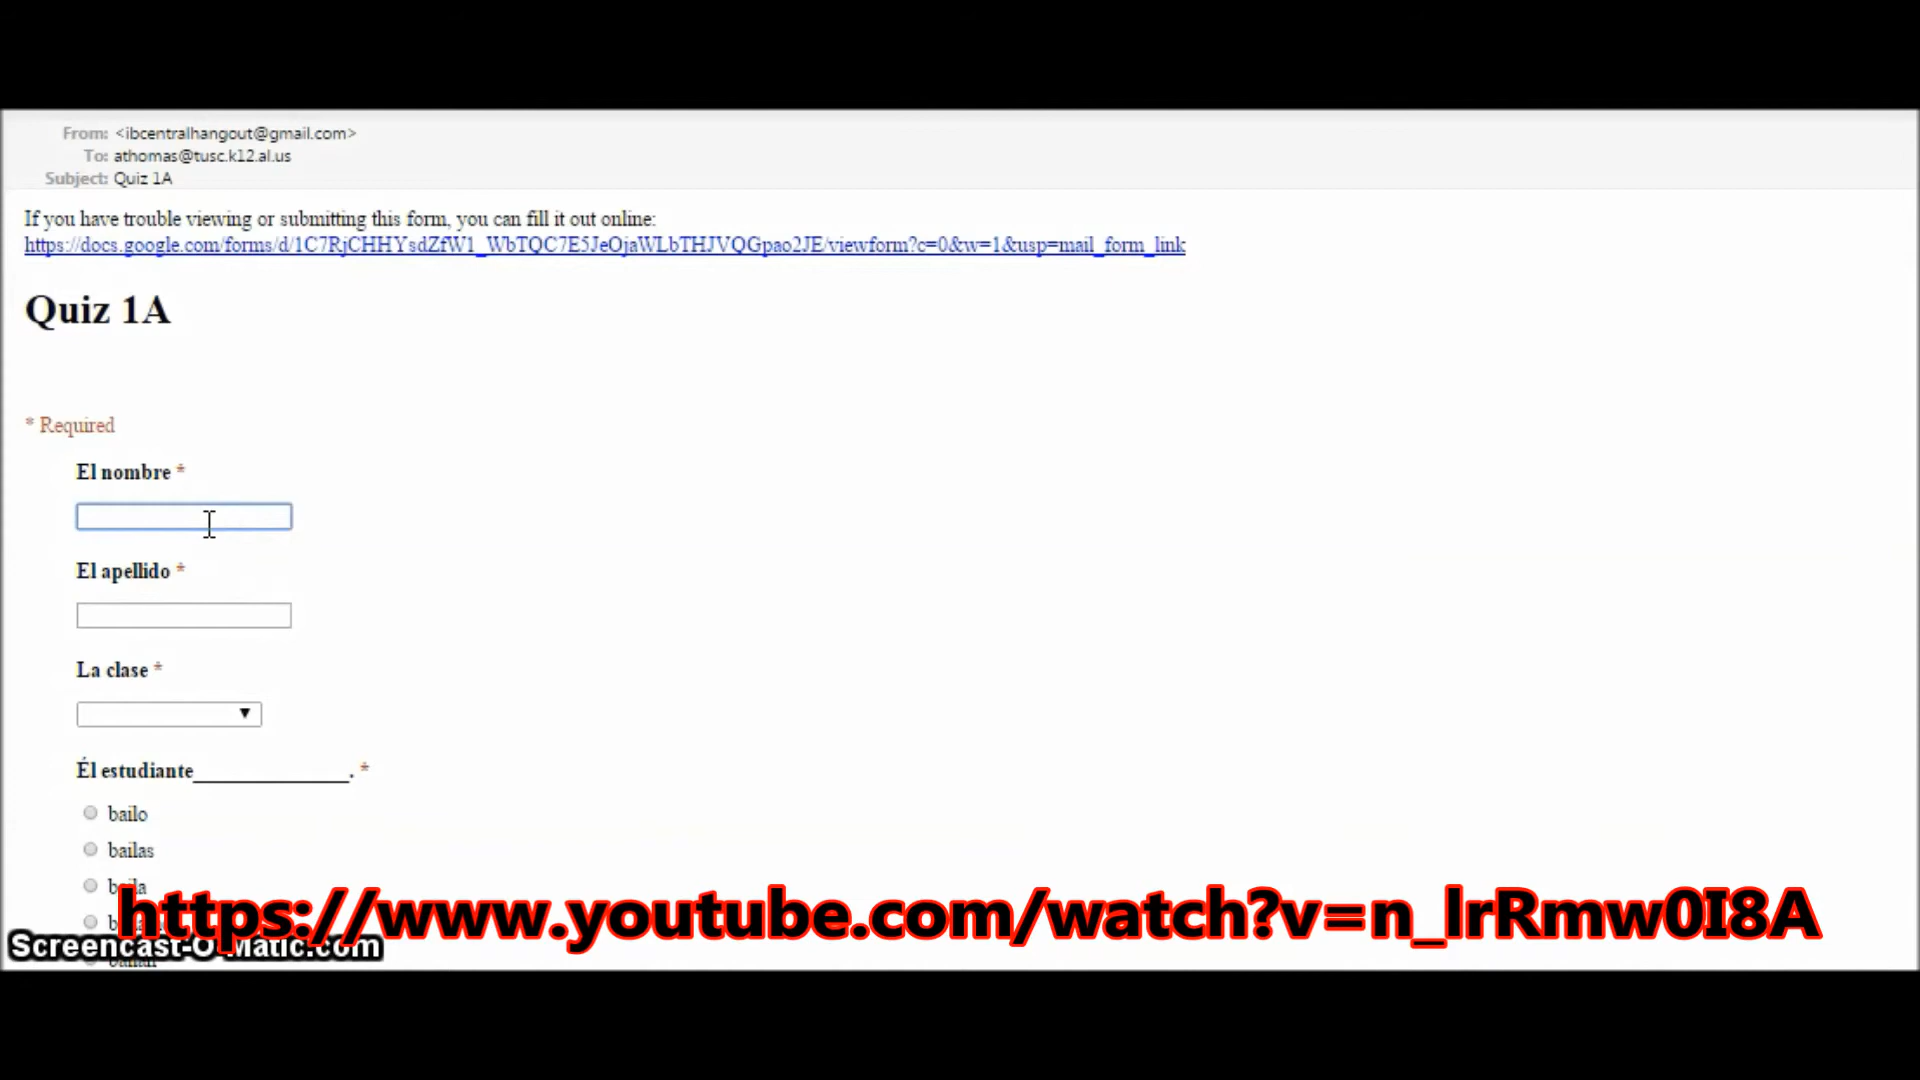 From: <ibcentralhangout@gmail.com>
To: athomas@tusc.k12.al.us
Subject: Quiz 1A
If you have trouble viewing or submitting this form, you can fill it out online:
https://docs.google.com/forms/d/1C7RjCHHYsdZfW1_WbTQC7E5JeOjaWLbTHJVQGpao2JE/viewform?c=0&w=1&usp=mail_form_link
Quiz 1A
* Required
El nombre *
El apellido *
La clase *
Él estudiante______________. *
bailo
bailas
baila
https://www.youtube.com/watch?v=n_lrRmw0I8A
Screencast-O-Matic.com